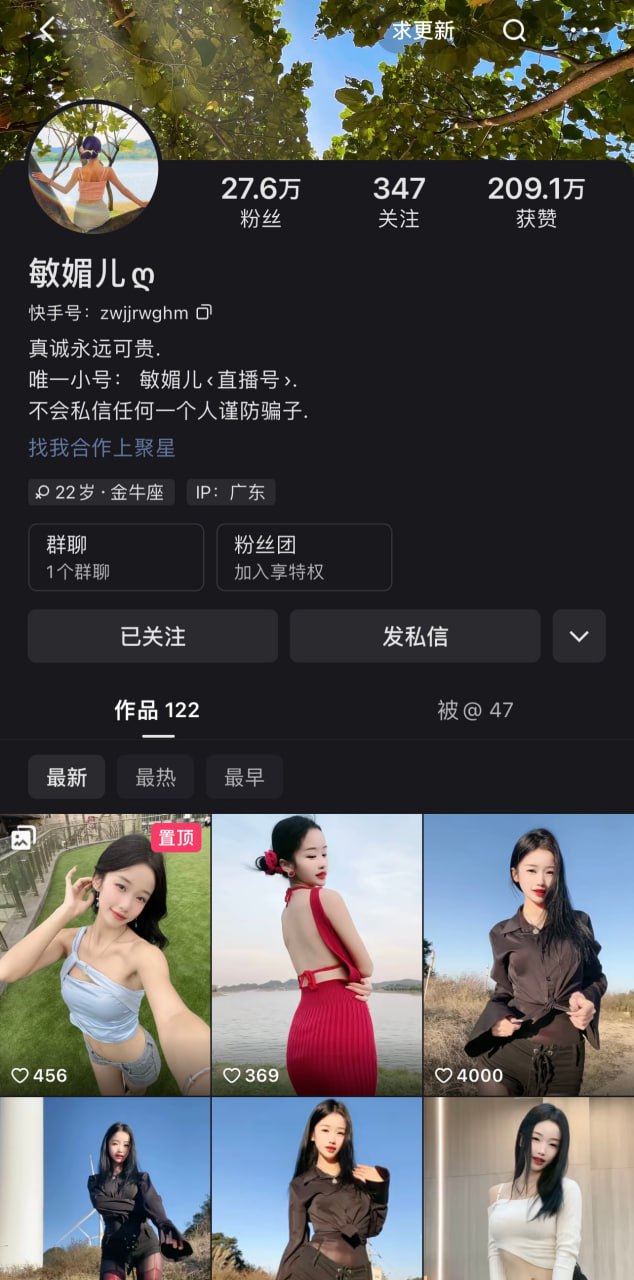 求更新
27.6万 347 209.1万
粉丝 关注 获赞
敏媚儿ღ
快手号：zwjjrwghm
真诚永远可贵.
唯一小号： 敏媚儿‹直播号›.
不会私信任何一个人谨防骗子.
找我合作上聚星
22岁·金牛座 IP：广东
群聊 粉丝团
1个群聊 加入享特权
已关注 发私信
作品 122 被@ 47
最新 最热 最早
置顶
456 369 4000